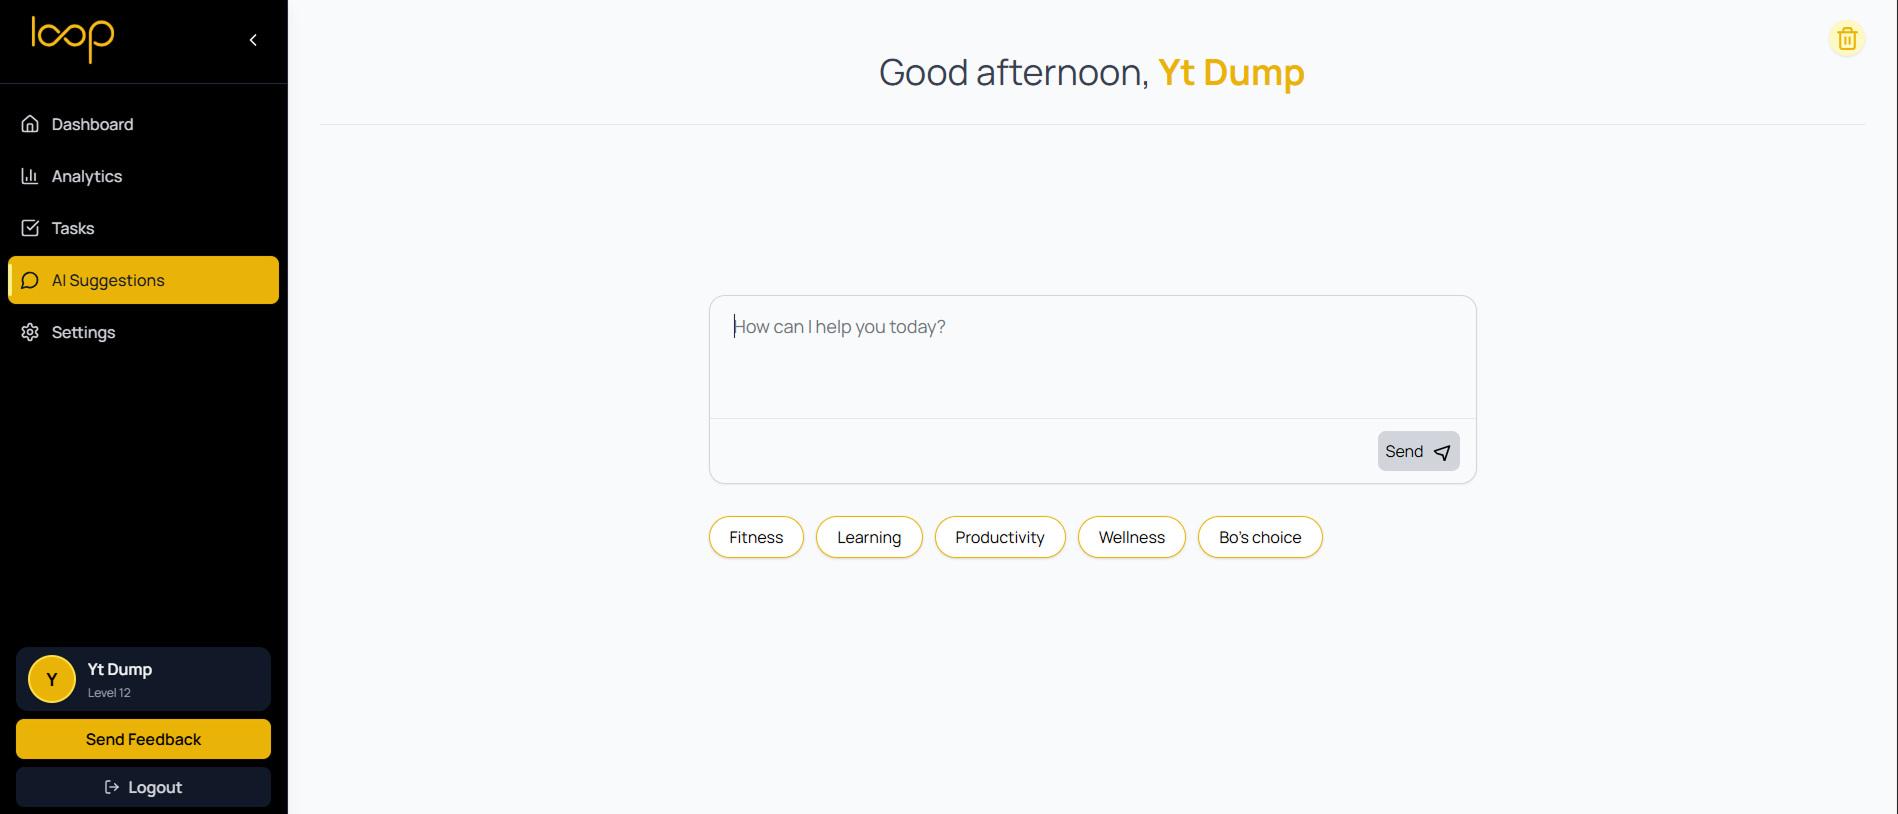 loop
Dashboard
Analytics
Tasks
AI Suggestions
Settings
Yt Dump
Y
Level 12
Send Feedback
Logout
Good afternoon, Yt Dump
How can I help you today?
Send
Fitness
Learning
Productivity
Wellness
Bo's choice